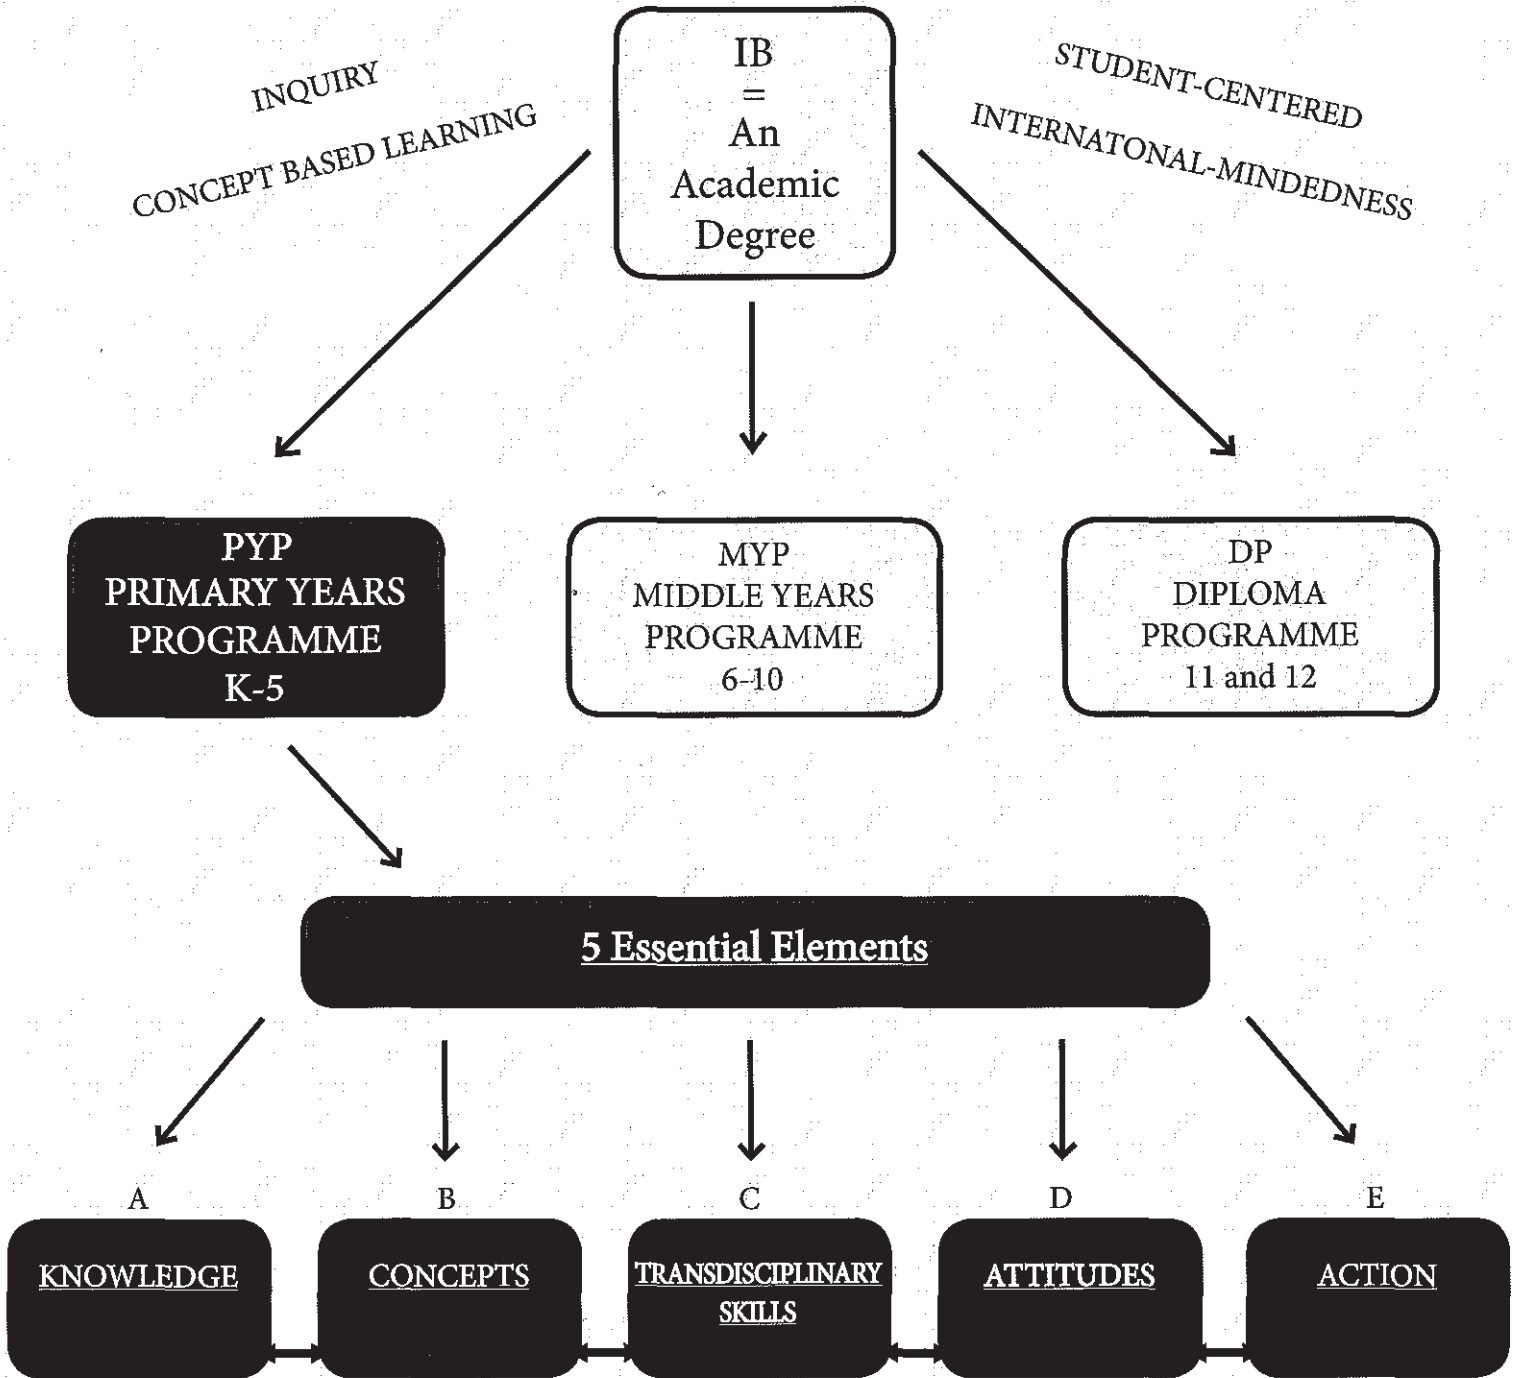 INQUIRY
CONCEPT BASED LEARNING
IB
=
An
Academic
Degree
STUDENT-CENTERED
INTERNATONAL-MINDEDNESS
PYP
PRIMARY YEARS
PROGRAMME
K-5
MYP
MIDDLE YEARS
PROGRAMME
6-10
DP
DIPLOMA
PROGRAMME
11 and 12
5 Essential Elements
A
B
C
D
E
KNOWLEDGE
CONCEPTS
TRANSDISCIPLINARY
SKILLS
ATTITUDES
ACTION